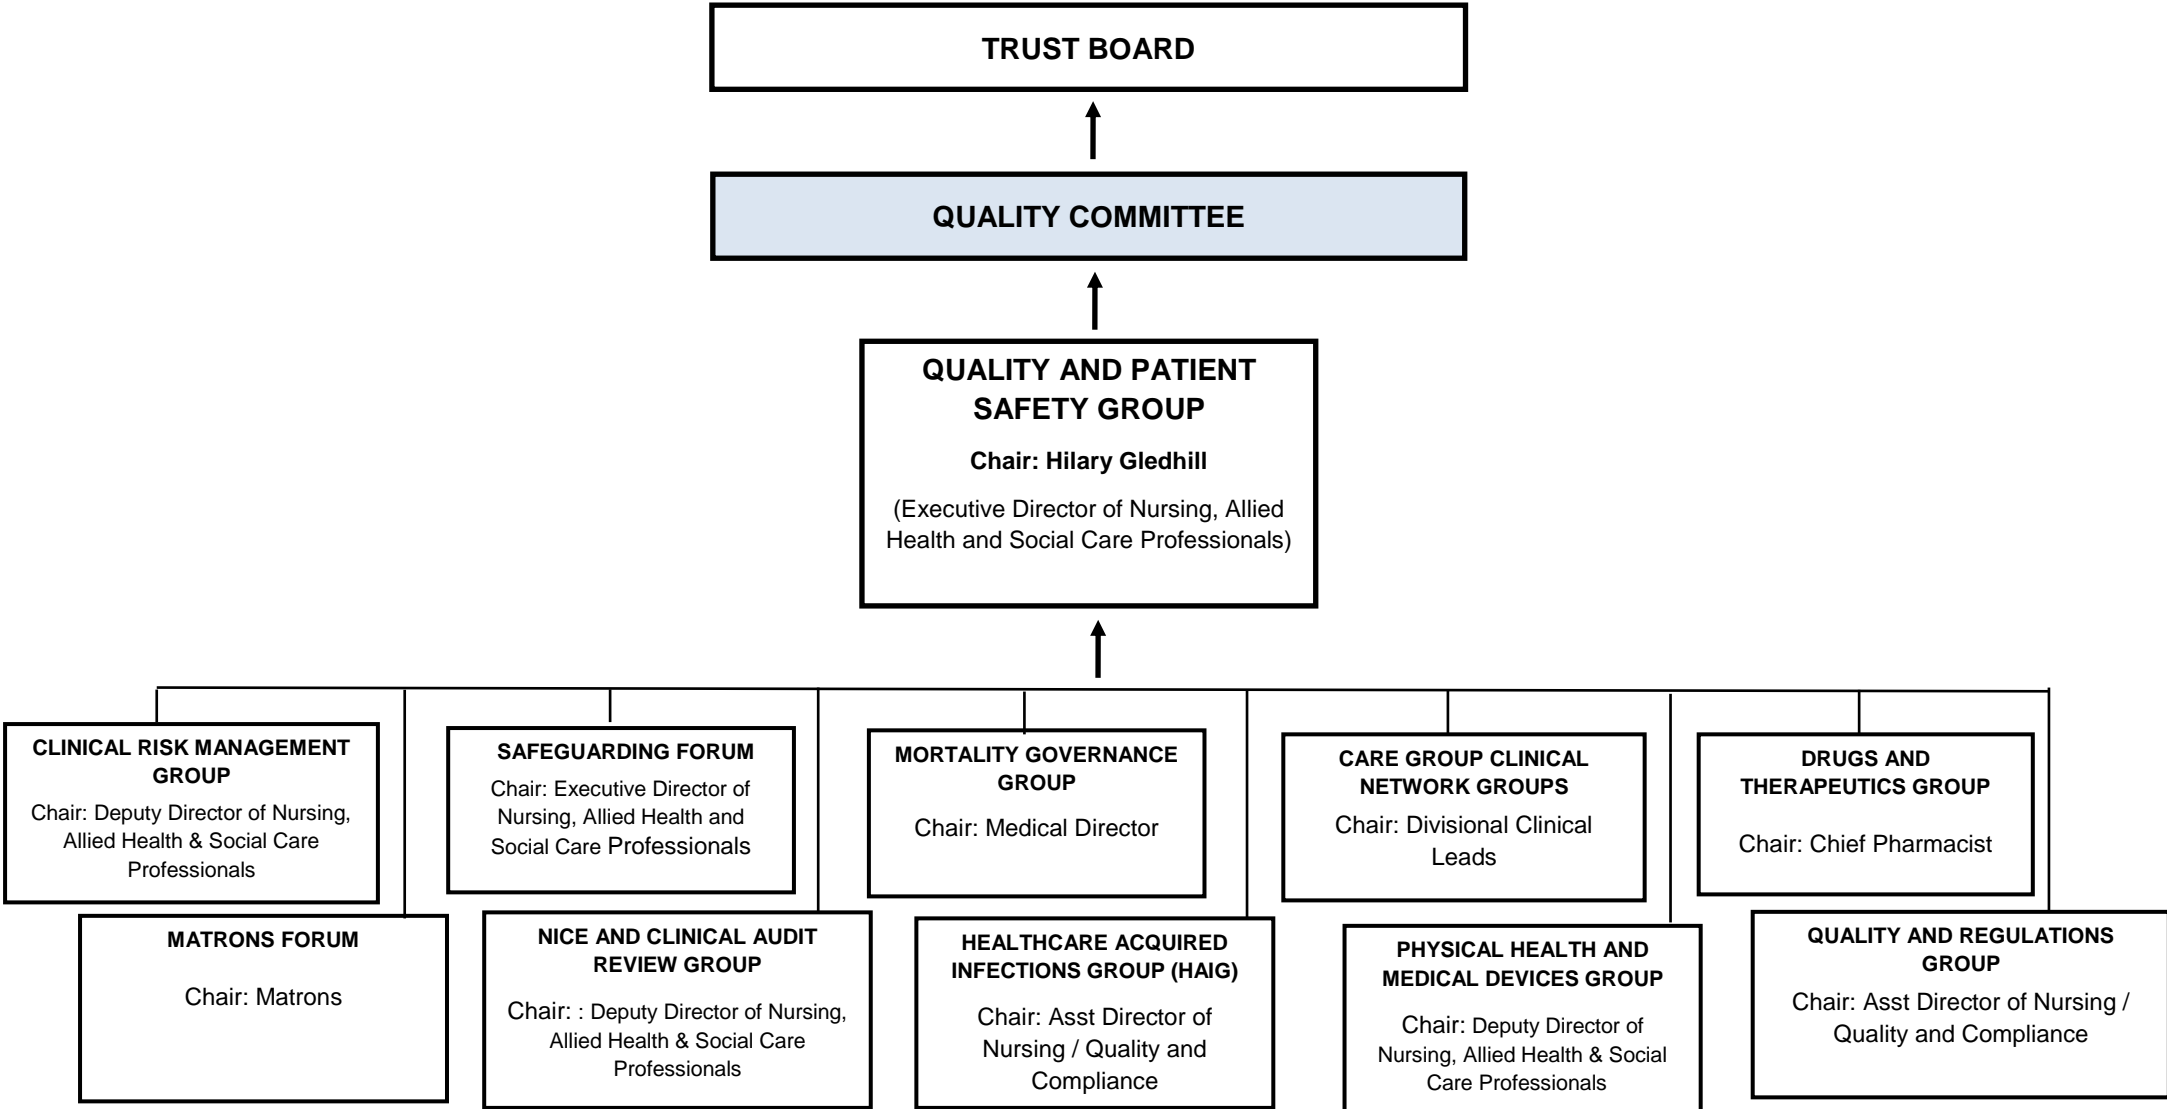 TRUST BOARD
QUALITY COMMITTEE
QUALITY AND PATIENT
SAFETY GROUP
Chair: Hilary Gledhill
(Executive Director of Nursing, Allied
Health and Social Care Professionals)
CLINICAL RISK MANAGEMENT
GROUP
Chair: Deputy Director of Nursing,
Allied Health & Social Care
Professionals
SAFEGUARDING FORUM
Chair: Executive Director of
Nursing, Allied Health and
Social Care Professionals
MORTALITY GOVERNANCE
GROUP
Chair: Medical Director
CARE GROUP CLINICAL
NETWORK GROUPS
Chair: Divisional Clinical
Leads
DRUGS AND
THERAPEUTICS GROUP
Chair: Chief Pharmacist
MATRONS FORUM
Chair: Matrons
NICE AND CLINICAL AUDIT
REVIEW GROUP
Chair: : Deputy Director of Nursing,
Allied Health & Social Care
Professionals
HEALTHCARE ACQUIRED
INFECTIONS GROUP (HAIG)
Chair: Asst Director of
Nursing / Quality and
Compliance
PHYSICAL HEALTH AND
MEDICAL DEVICES GROUP
Chair: Deputy Director of
Nursing, Allied Health & Social
Care Professionals
QUALITY AND REGULATIONS
GROUP
Chair: Asst Director of Nursing /
Quality and Compliance